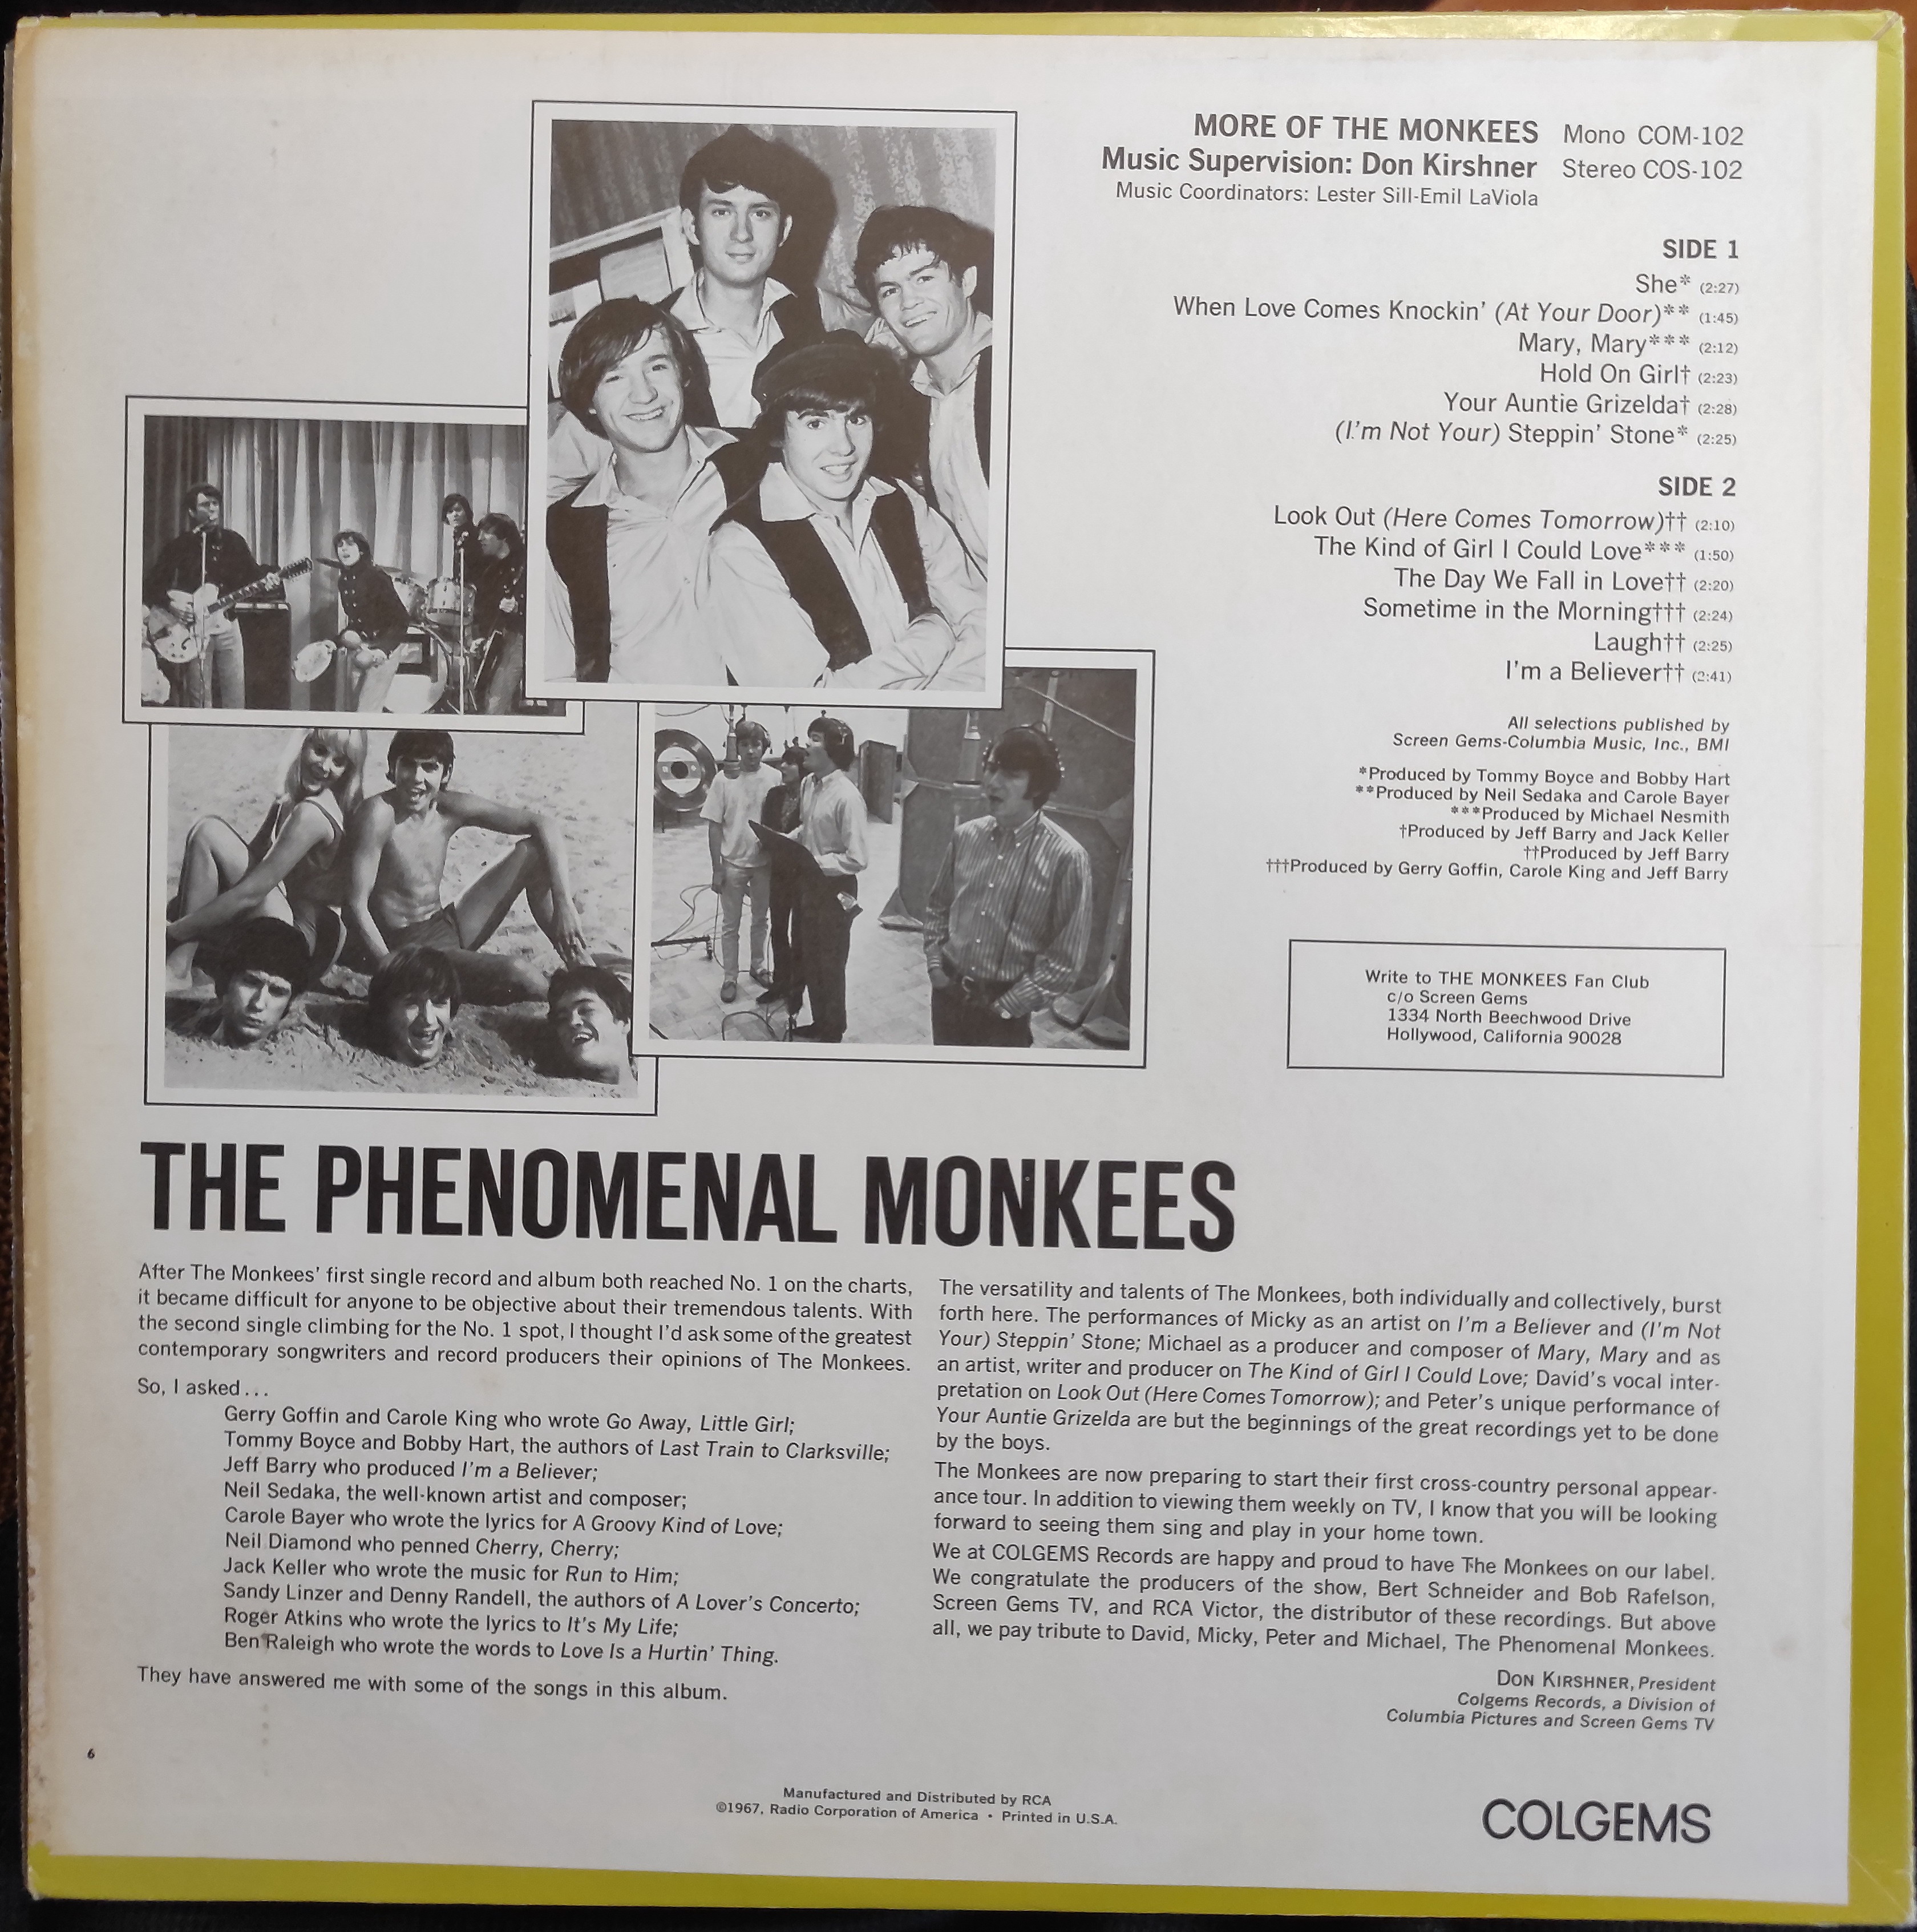 MORE OF THE MONKEES Mono COM-102
Music Supervision: Don Kirshner Stereo COS-102
Music Coordinators: Lester Sill-Emil LaViola
SIDE 1
She* (2:27)
When Love Comes Knockin' (At Your Door)** (1:45)
Mary, Mary*** (2:12)
Hold On Girl† (2:23)
Your Auntie Grizelda† (2:28)
(I'm Not Your) Steppin' Stone* (2:25)
SIDE 2
Look Out (Here Comes Tomorrow)†† (2:10)
The Kind of Girl I Could Love*** (1:50)
The Day We Fall in Love†† (2:20)
Sometime in the Morning††† (2:24)
Laugh†† (2:25)
I'm a Believer†† (2:41)
All selections published by
Screen Gems-Columbia Music, Inc., BMI
*Produced by Tommy Boyce and Bobby Hart
**Produced by Neil Sedaka and Carole Bayer
***Produced by Michael Nesmith
†Produced by Jeff Barry and Jack Keller
††Produced by Jeff Barry
†††Produced by Gerry Goffin, Carole King and Jeff Barry
Write to THE MONKEES Fan Club
c/o Screen Gems
1334 North Beechwood Drive
Hollywood, California 90028
THE PHENOMENAL MONKEES
After The Monkees' first single record and album both reached No. 1 on the charts,
it became difficult for anyone to be objective about their tremendous talents. With
the second single climbing for the No. 1 spot, I thought I'd ask some of the greatest
contemporary songwriters and record producers their opinions of The Monkees.
So, I asked...
Gerry Goffin and Carole King who wrote Go Away, Little Girl;
Tommy Boyce and Bobby Hart, the authors of Last Train to Clarksville;
Jeff Barry who produced I'm a Believer;
Neil Sedaka, the well-known artist and composer;
Carole Bayer who wrote the lyrics for A Groovy Kind of Love;
Neil Diamond who penned Cherry, Cherry;
Jack Keller who wrote the music for Run to Him;
Sandy Linzer and Denny Randell, the authors of A Lover's Concerto;
Roger Atkins who wrote the lyrics to It's My Life;
Ben Raleigh who wrote the words to Love Is a Hurtin' Thing.
They have answered me with some of the songs in this album.
The versatility and talents of The Monkees, both individually and collectively, burst
forth here. The performances of Micky as an artist on I'm a Believer and (I'm Not
Your) Steppin' Stone; Michael as a producer and composer of Mary, Mary and as
an artist, writer and producer on The Kind of Girl I Could Love; David's vocal inter-
pretation on Look Out (Here Comes Tomorrow); and Peter's unique performance of
Your Auntie Grizelda are but the beginnings of the great recordings yet to be done
by the boys.
The Monkees are now preparing to start their first cross-country personal appear-
ance tour. In addition to viewing them weekly on TV, I know that you will be looking
forward to seeing them sing and play in your home town.
We at COLGEMS Records are happy and proud to have The Monkees on our label.
We congratulate the producers of the show, Bert Schneider and Bob Rafelson,
Screen Gems TV, and RCA Victor, the distributor of these recordings. But above
all, we pay tribute to David, Micky, Peter and Michael, The Phenomenal Monkees.
DON KIRSHNER, President
Colgems Records, a Division of
Columbia Pictures and Screen Gems TV
6
Manufactured and Distributed by RCA
©1967, Radio Corporation of America • Printed in U.S.A.
COLGEMS